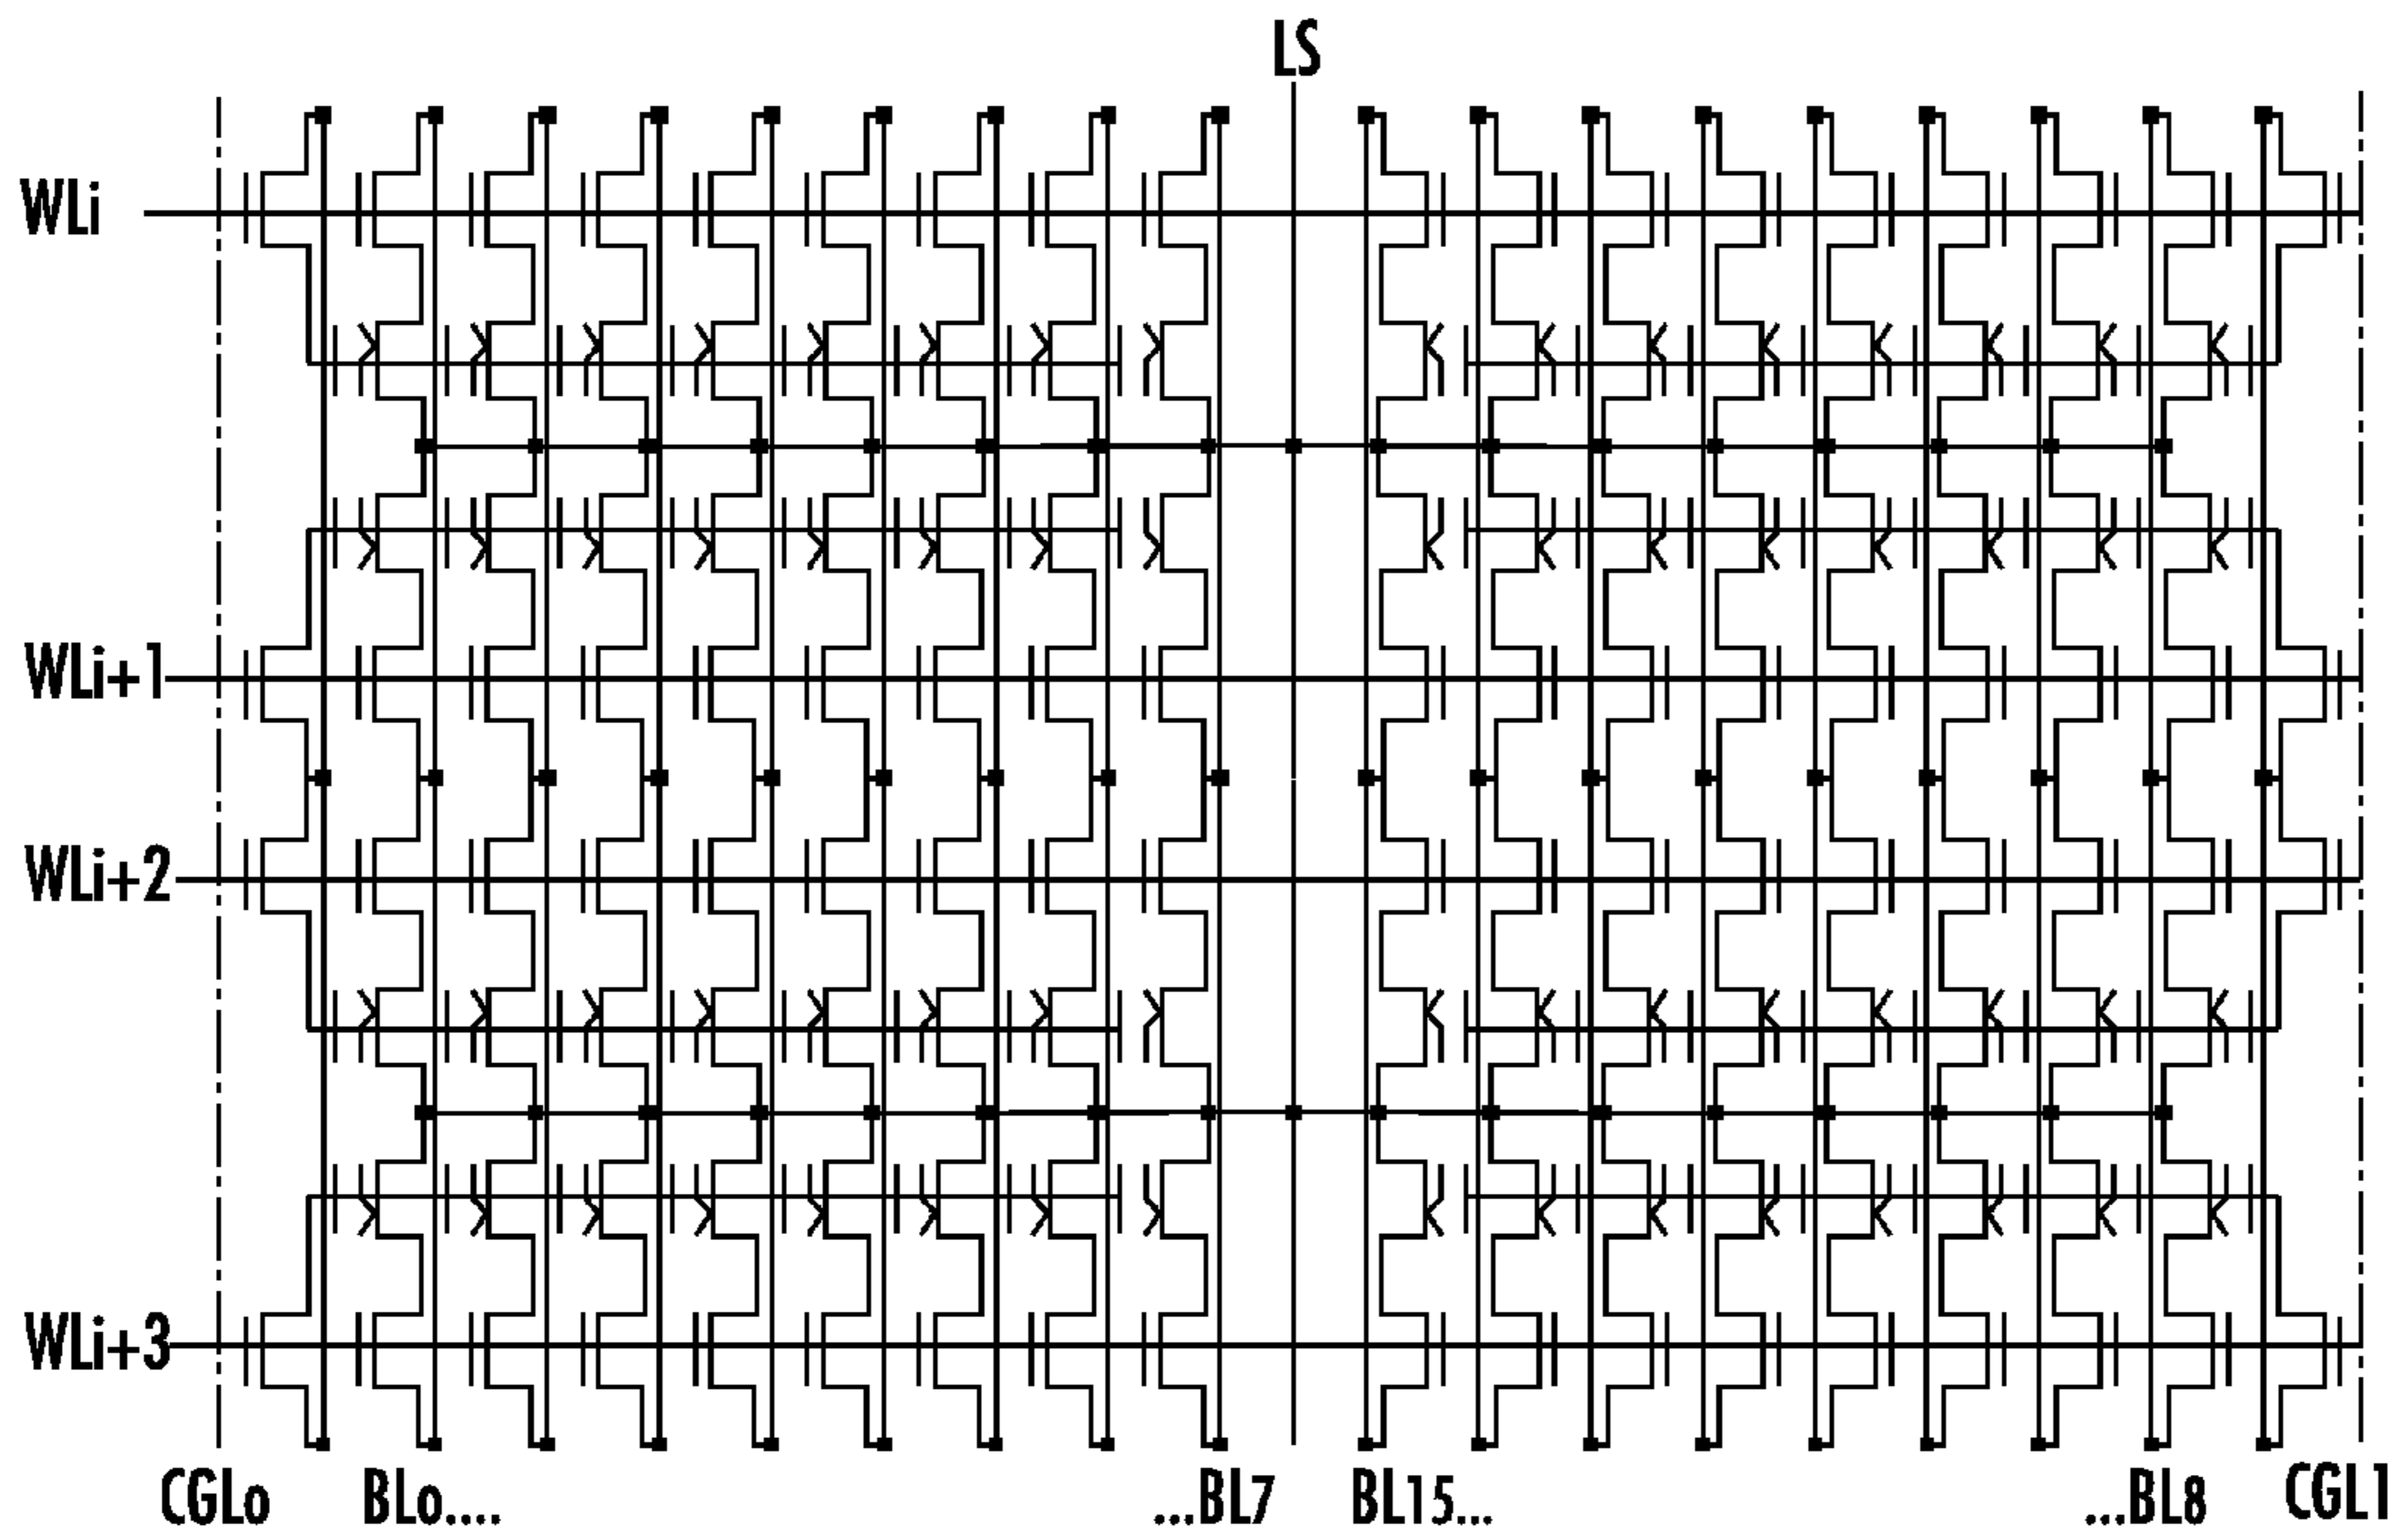 LS
WLi
WLi+1
WLi+2
WLi+3
CGLo BLo.... ...BL7 BL15... ...BL8 CGL1